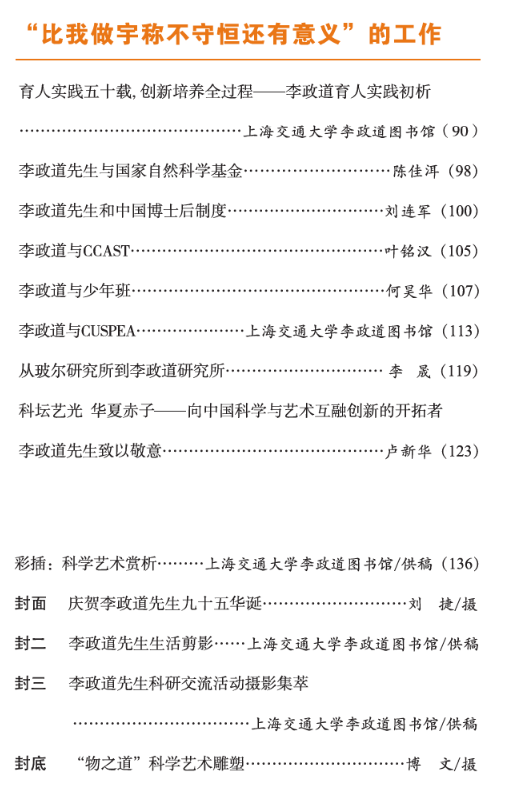 “比我做宇称不守恒还有意义”的工作
育人实践五十载,创新培养全过程——李政道育人实践初析
………………………………………上海交通大学李政道图书馆(90)
李政道先生与国家自然科学基金…………………………陈佳洱(98)
李政道先生和中国博士后制度…………………………刘连军(100)
李政道与CCAST……………………………………………叶铭汉(105)
李政道与少年班……………………………………………何昊华(107)
李政道与CUSPEA…………………上海交通大学李政道图书馆(113)
从玻尔研究所到李政道研究所…………………………李 晟(119)
科坛艺光 华夏赤子——向中国科学与艺术互融创新的开拓者
李政道先生致以敬意………………………………………卢新华(123)
彩插:科学艺术赏析………上海交通大学李政道图书馆/供稿(136)
封面 庆贺李政道先生九十五华诞………………………刘 捷/摄
封二 李政道先生生活剪影……上海交通大学李政道图书馆/供稿
封三 李政道先生科研交流活动摄影集萃
……………………………上海交通大学李政道图书馆/供稿
封底 “物之道”科学艺术雕塑…………………………博 文/摄